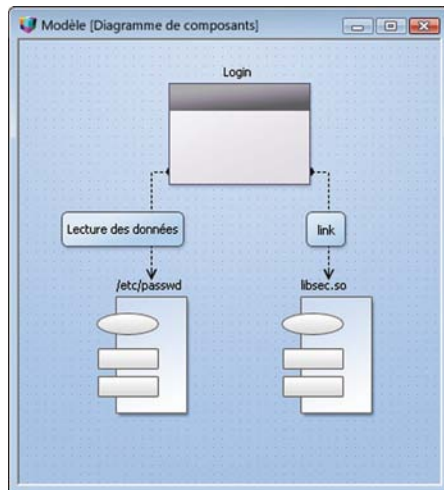 Modèle [Diagramme de composants]
Login
Lecture des données
link
/etc/passwd
libsec.so